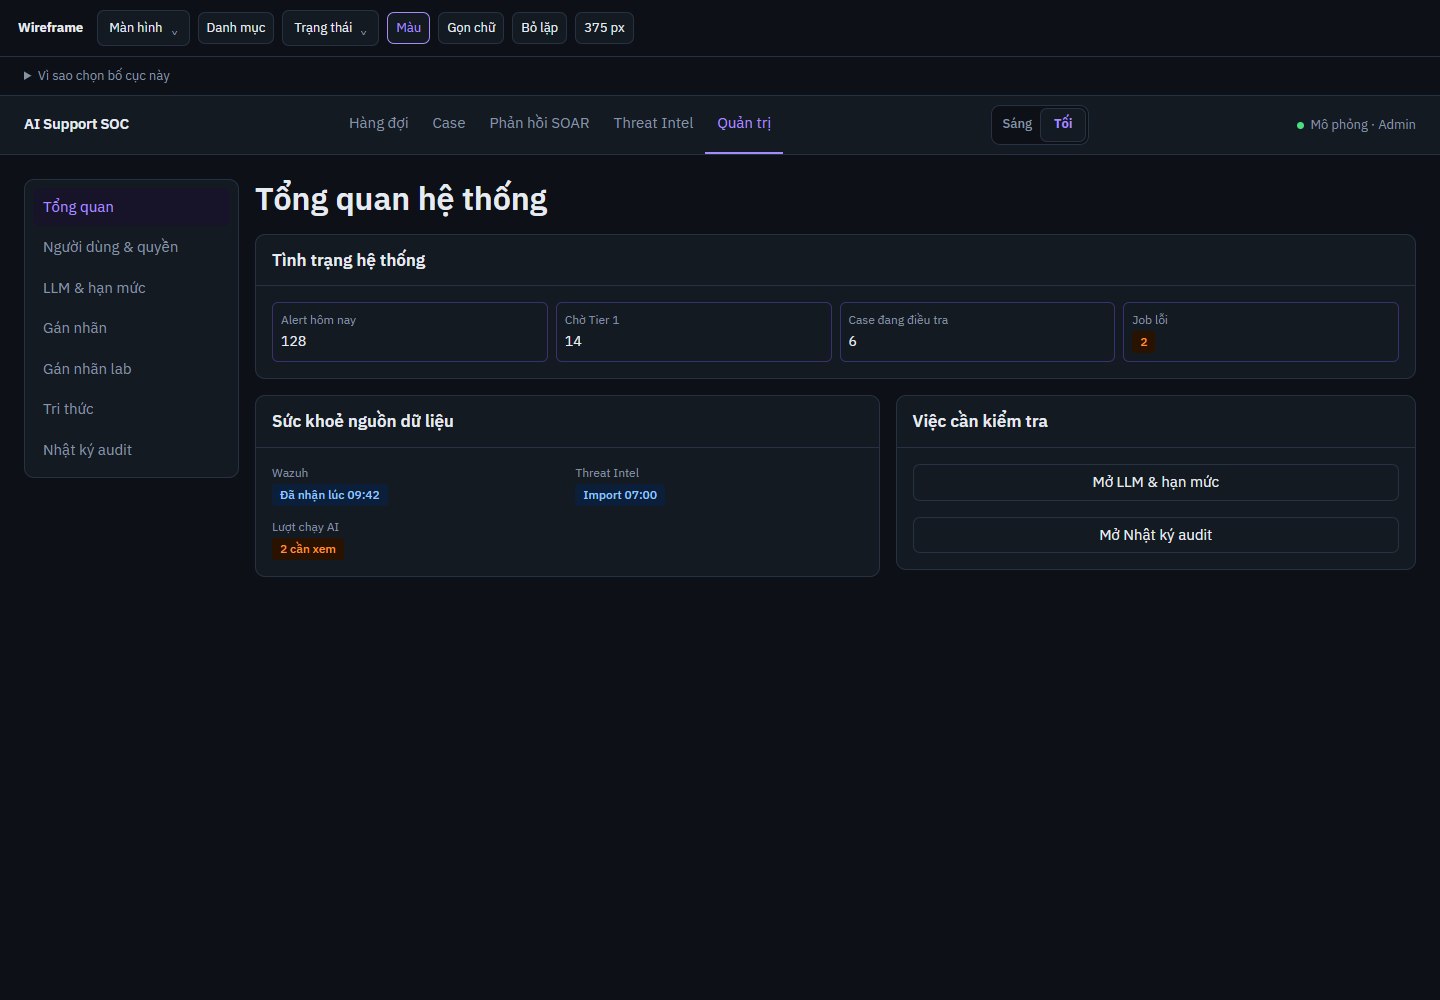 Wireframe Màn hình Danh mục Trạng thái Màu Gọn chữ Bỏ lặp 375 px
Vì sao chọn bố cục này
AI Support SOC Hàng đợi Case Phản hồi SOAR Threat Intel Quản trị Sáng Tối Mô phỏng · Admin
Tổng quan
Người dùng & quyền
LLM & hạn mức
Gán nhãn
Gán nhãn lab
Tri thức
Nhật ký audit
Tổng quan hệ thống
Tình trạng hệ thống
Alert hôm nay
128
Chờ Tier 1
14
Case đang điều tra
6
Job lỗi
2
Sức khoẻ nguồn dữ liệu
Wazuh
Đã nhận lúc 09:42
Threat Intel
Import 07:00
Lượt chạy AI
2 cần xem
Việc cần kiểm tra
Mở LLM & hạn mức
Mở Nhật ký audit